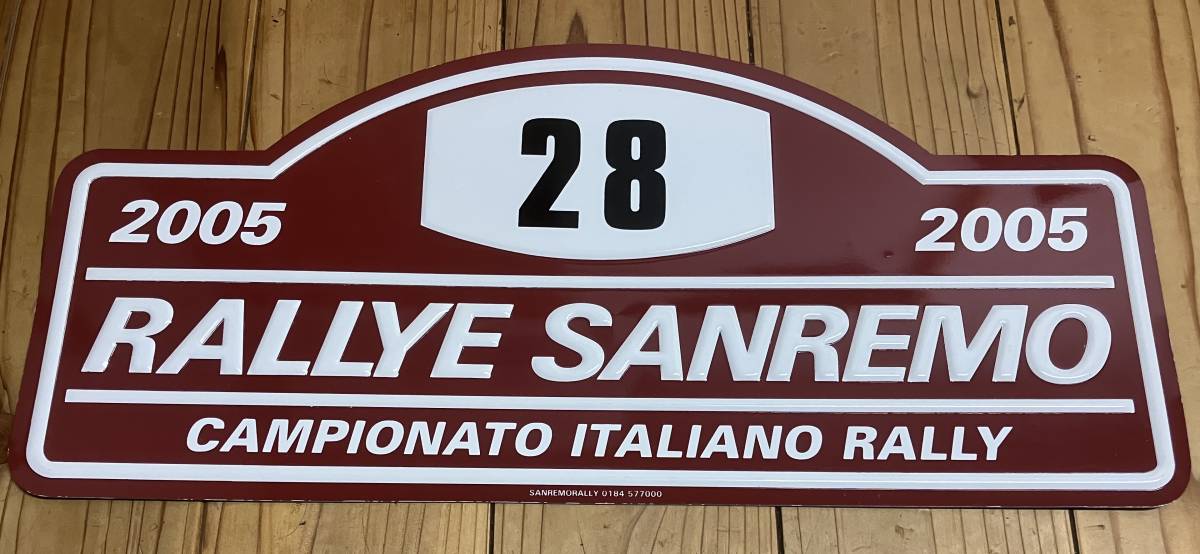 28
2005 2005
RALLYE SANREMO
CAMPIONATO ITALIANO RALLY
SANREMORALLY 0184 577000